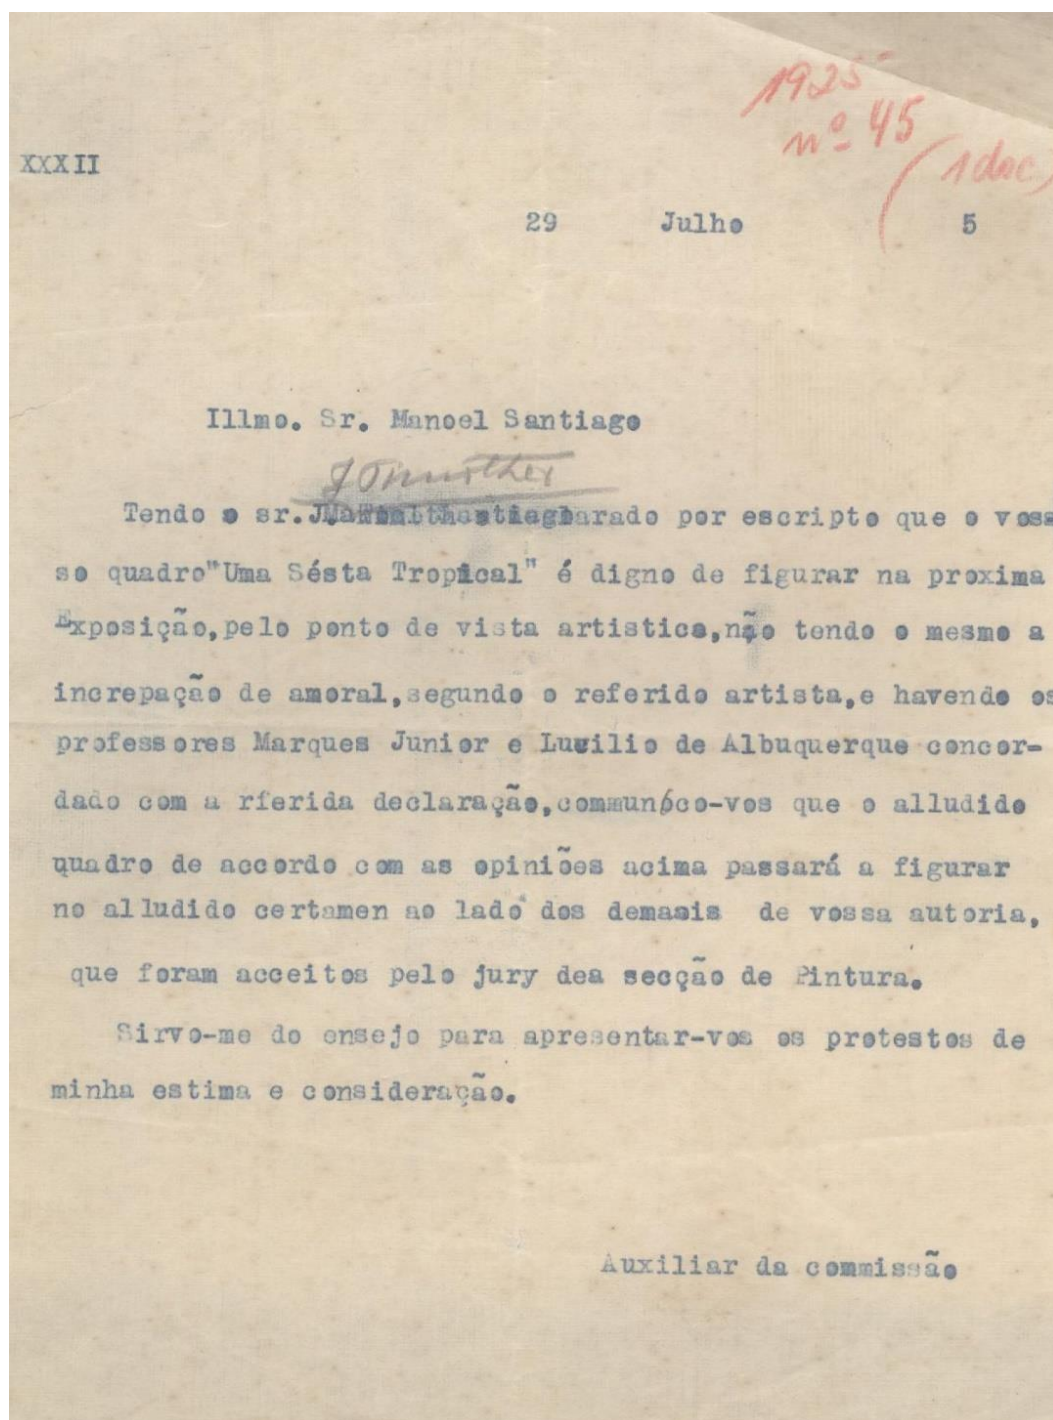 1925
nº 45
(1 doc)
XXXII
29 Julho 5
Illmo. Sr. Manoel Santiago
Tendo o sr. arado por escripto que o voss
so quadro"Uma Sésta Tropical" é digno de figurar na proxima
Exposição,pelo ponto de vista artistico,não tendo o mesmo a
increpação de amoral,segundo o referido artista,e havendo os
professores Marques Junior e Lucilio de Albuquerque concor-
dado com a rferida declaração,communico-vos que o alludido
quadro de accordo com as opiniões acima passará a figurar
no alludido certamen ao lado dos demais de vossa autoria,
que foram acceitos pelo jury dea secção de Pintura.
Sirvo-me do ensejo para apresentar-vos os protestos de
minha estima e consideração.
Auxiliar da commissão